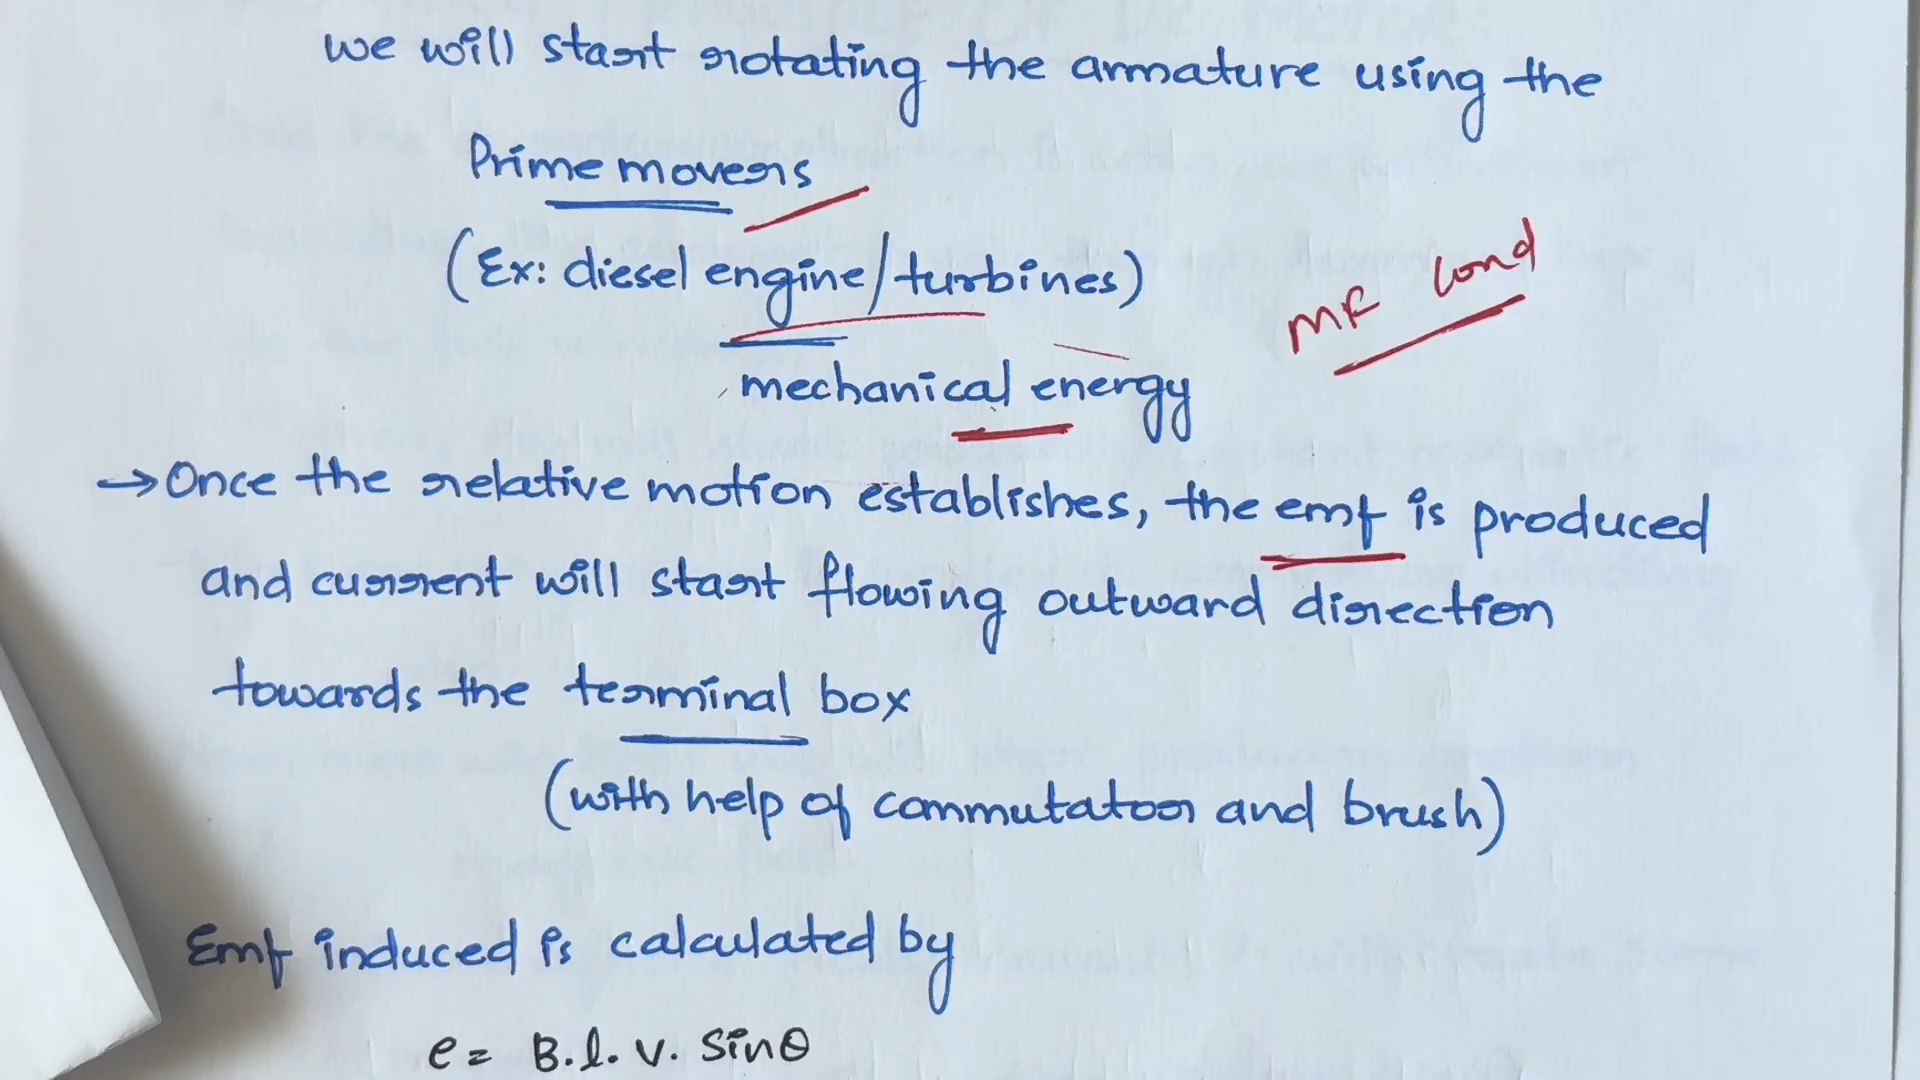 we will start rotating the armature using the
Prime movers
(Ex: diesel engine/turbines)
MF cond
mechanical energy
→Once the relative motion establishes, the emf is produced
and current will start flowing outward direction
towards the terminal box
(with help of commutator and brush)
Emf induced is calculated by
e = B.l. v. Sinθ